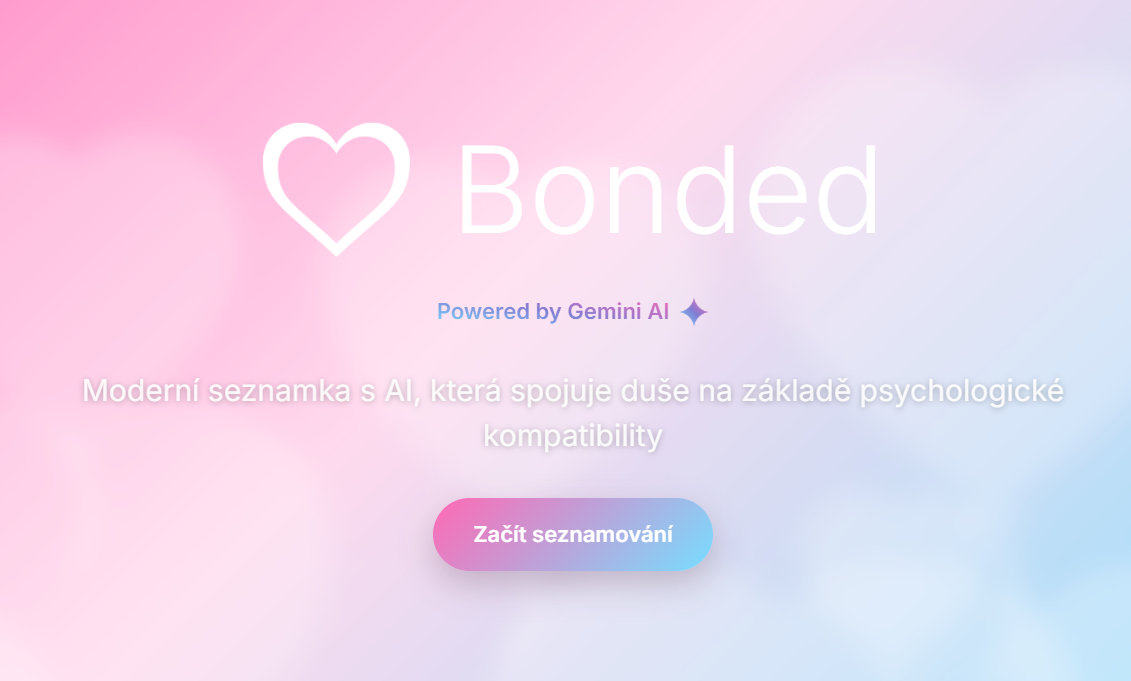 Bonded
Powered by Gemini AI
Moderní seznamka s AI, která spojuje duše na základě psychologické
kompatibility
Začít seznamování